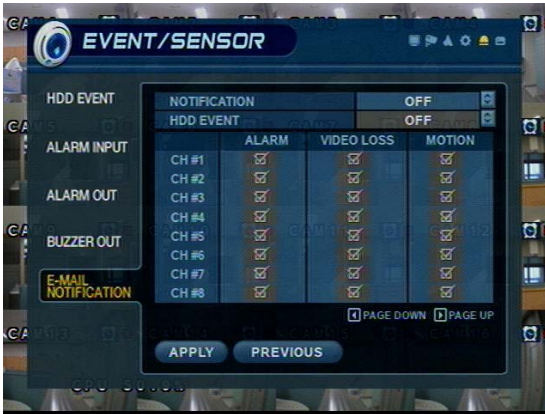 EVENT/SENSOR
HDD EVENT
ALARM INPUT
ALARM OUT
BUZZER OUT
E-MAIL
NOTIFICATION
NOTIFICATION OFF
HDD EVENT OFF
ALARM VIDEO LOSS MOTION
CH #1
CH #2
CH #3
CH #4
CH #5
CH #6
CH #7
CH #8
PAGE DOWN PAGE UP
APPLY PREVIOUS